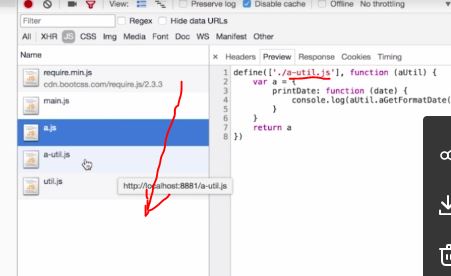 View:
Preserve log
Disable cache
Offline
No throttling
Filter
Regex
Hide data URLs
All XHR JS CSS Img Media Font Doc WS Manifest Other
Name
× Headers Preview Response Cookies Timing
require.min.js
cdn.bootcss.com/require.js/2.3.3
main.js
a.js
a-util.js
util.js
http://localhost:8881/a-util.js
1 define(['./a-util.js'], function (aUtil) {
2 var a = {
3 printDate: function (date) {
4 console.log(aUtil.aGetFormatDate(
5 }
6 }
7 return a
8 })